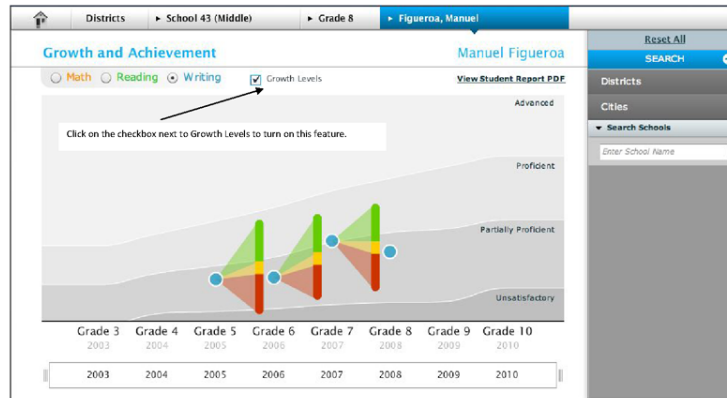 Districts ▸ School 43 (Middle) ▸ Grade 8 ▸ Figueroa, Manuel
Reset All
SEARCH
Districts
Cities
▾ Search Schools
Enter School Name
Growth and Achievement
Manuel Figueroa
Math Reading Writing Growth Levels
View Student Report PDF
Click on the checkbox next to Growth Levels to turn on this feature.
Advanced
Proficient
Partially Proficient
Unsatisfactory
Grade 3 Grade 4 Grade 5 Grade 6 Grade 7 Grade 8 Grade 9 Grade 10
2003 2004 2005 2006 2007 2008 2009 2010
2003 2004 2005 2006 2007 2008 2009 2010